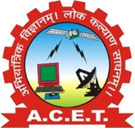 अभियांत्रिक विज्ञानम् । लोक कल्याण साधनम् ।
A.C.E.T.